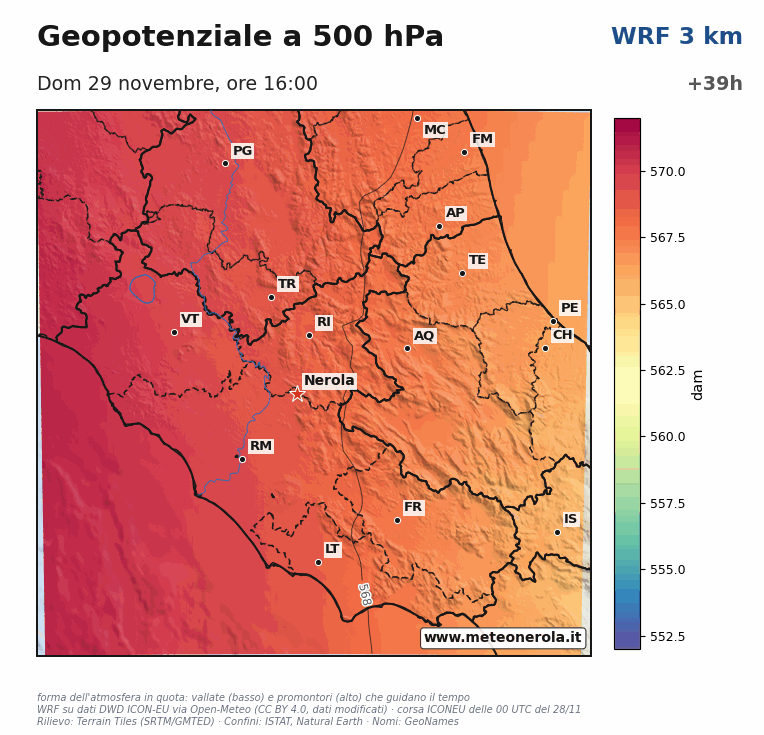 Geopotenziale a 500 hPa
WRF 3 km
Dom 29 novembre, ore 16:00
+39h
MC
FM
PG
AP
TE
TR
PE
VT
RI
AQ
CH
Nerola
RM
FR
IS
LT
568
www.meteonerola.it
570.0
567.5
565.0
562.5
560.0
557.5
555.0
552.5
dam
forma dell'atmosfera in quota: vallate (basso) e promontori (alto) che guidano il tempo
WRF su dati DWD ICON-EU via Open-Meteo (CC BY 4.0, dati modificati) · corsa ICONEU delle 00 UTC del 28/11
Rilievo: Terrain Tiles (SRTM/GMTED) · Confini: ISTAT, Natural Earth · Nomi: GeoNames